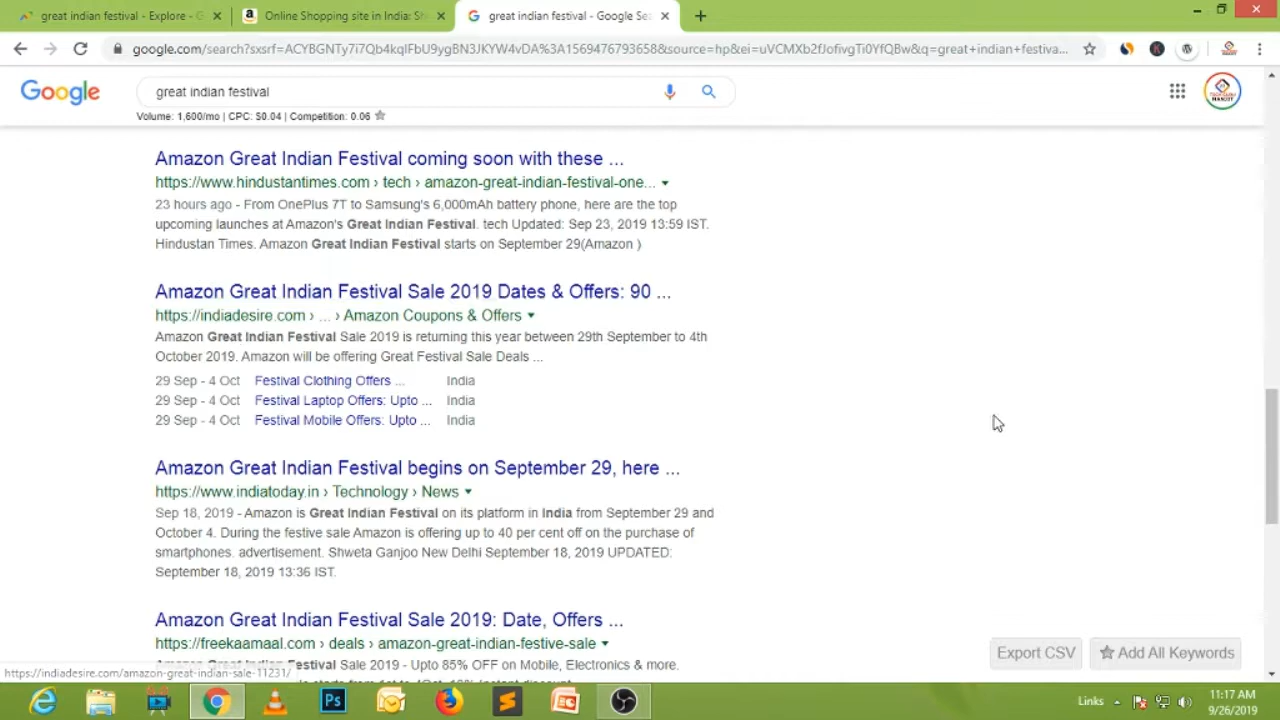 great indian festival - Explore - G
Online Shopping site in India: Sh
great indian festival - Google Sea
google.com/search?sxsrf=ACYBGNTy7i7Qb4kqIFbU9ygBN3JKYW4vDA%3A1569476793658&source=hp&ei=uVCMXb2fJofivgTi0YfQBw&q=great+indian+festiva...
Google
great indian festival
Volume: 1,600/mo | CPC: $0.04 | Competition: 0.06
Amazon Great Indian Festival coming soon with these ...
https://www.hindustantimes.com › tech › amazon-great-indian-festival-one...
23 hours ago - From OnePlus 7T to Samsung's 6,000mAh battery phone, here are the top
upcoming launches at Amazon's Great Indian Festival. tech Updated: Sep 23, 2019 13:59 IST.
Hindustan Times. Amazon Great Indian Festival starts on September 29(Amazon )
Amazon Great Indian Festival Sale 2019 Dates & Offers: 90 ...
https://indiadesire.com › ... › Amazon Coupons & Offers
Amazon Great Indian Festival Sale 2019 is returning this year between 29th September to 4th
October 2019. Amazon will be offering Great Festival Sale Deals ...
29 Sep - 4 Oct Festival Clothing Offers ... India
29 Sep - 4 Oct Festival Laptop Offers: Upto ... India
29 Sep - 4 Oct Festival Mobile Offers: Upto ... India
Amazon Great Indian Festival begins on September 29, here ...
https://www.indiatoday.in › Technology › News
Sep 18, 2019 - Amazon is Great Indian Festival on its platform in India from September 29 and
October 4. During the festive sale Amazon is offering up to 40 per cent off on the purchase of
smartphones. advertisement. Shweta Ganjoo New Delhi September 18, 2019 UPDATED:
September 18, 2019 13:36 IST.
Amazon Great Indian Festival Sale 2019: Date, Offers ...
https://freekaamaal.com › deals › amazon-great-indian-festive-sale
Amazon Great Indian Festival Sale 2019 - Upto 85% OFF on Mobile, Electronics & more.
Export CSV
Add All Keywords
https://indiadesire.com/amazon-great-indian-sale-11231/
Ps
Links
11:17 AM
9/26/2019